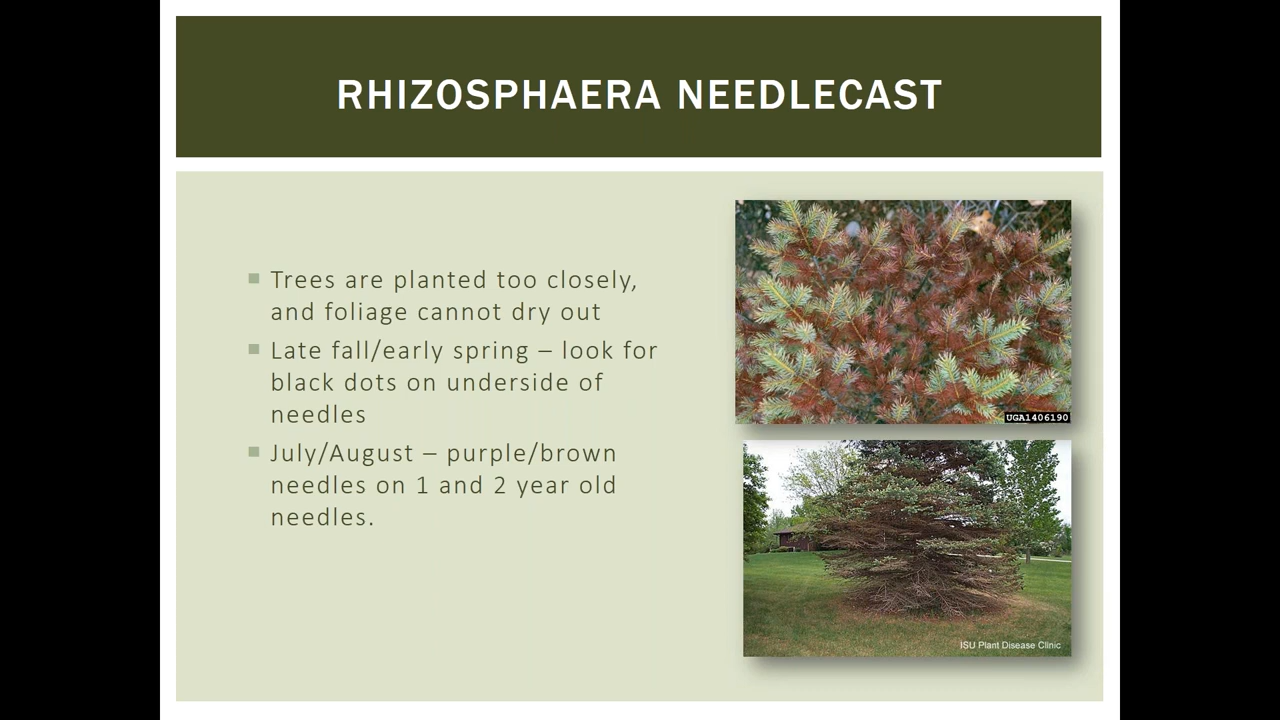 RHIZOSPHAERA NEEDLECAST
Trees are planted too closely,
and foliage cannot dry out
Late fall/early spring – look for
black dots on underside of
needles
July/August – purple/brown
needles on 1 and 2 year old
needles.
UGA1406190
ISU Plant Disease Clinic